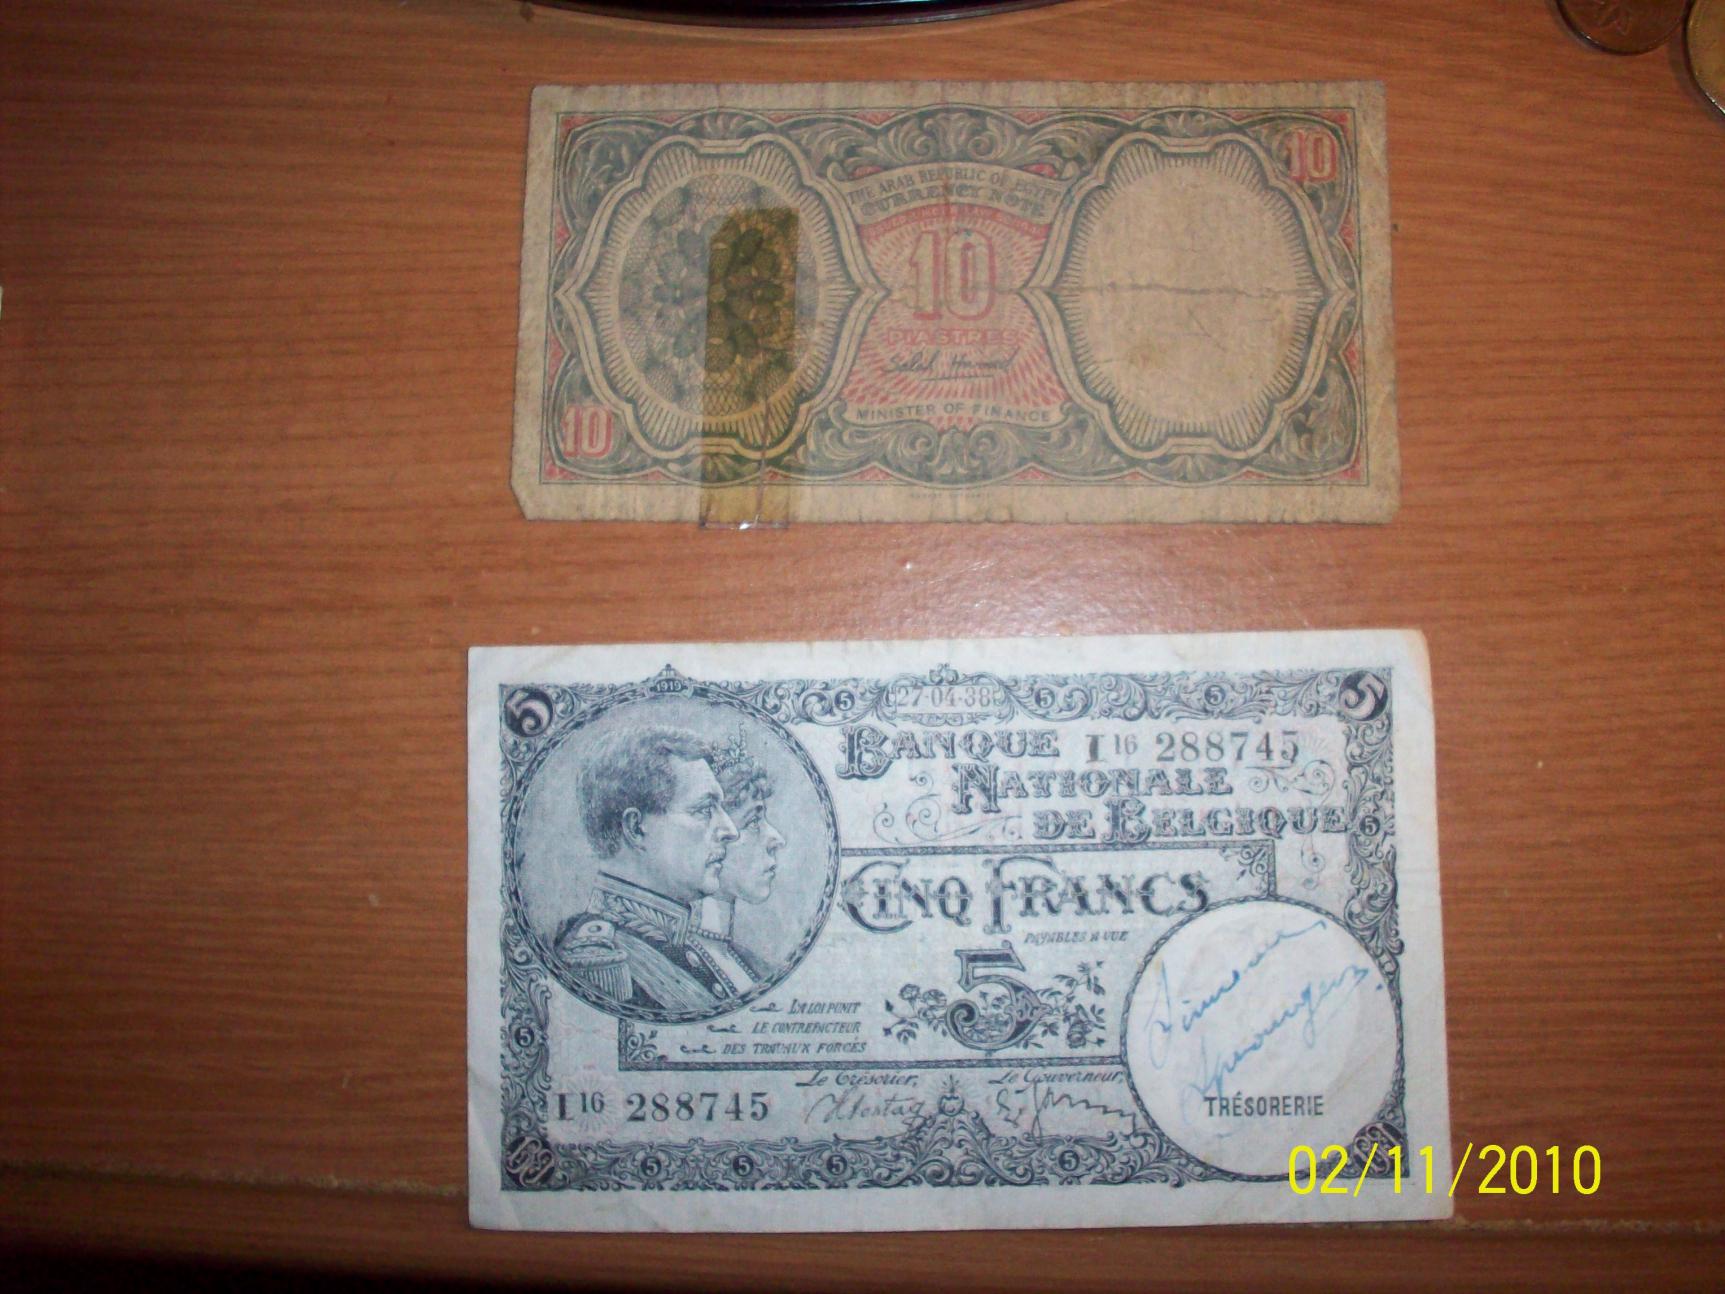 10
THE ARAB REPUBLIC OF EGYPT
CURRENCY NOTE
10
PIASTRES
MINISTER OF FINANCE
10
1919
5
5
27-04-38
5
5
5
BANQUE I16 288745
NATIONALE
DE BELGIQUE
5
CINQ FRANCS
PAYABLES A VUE
5
LA LOI PUNIT
LE CONTREFACTEUR
DES TRAVAUX FORCÉS
5
Le Trésorier,
Le Gouverneur,
I16 288745
TRÉSORERIE
5
5
5
5
02/11/2010